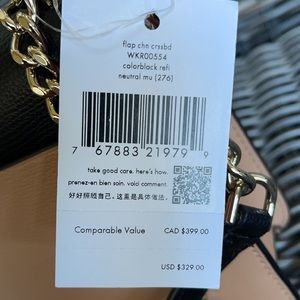 flap chn crssbd
WKR00554
colorblack refi
neutral mu (276)
7 67883 21979 9
take good care. here's how.
prenez-en bien soin. voici comment.
好好照顾自己。这里是具体做法。
Comparable Value CAD $399.00
USD $329.00